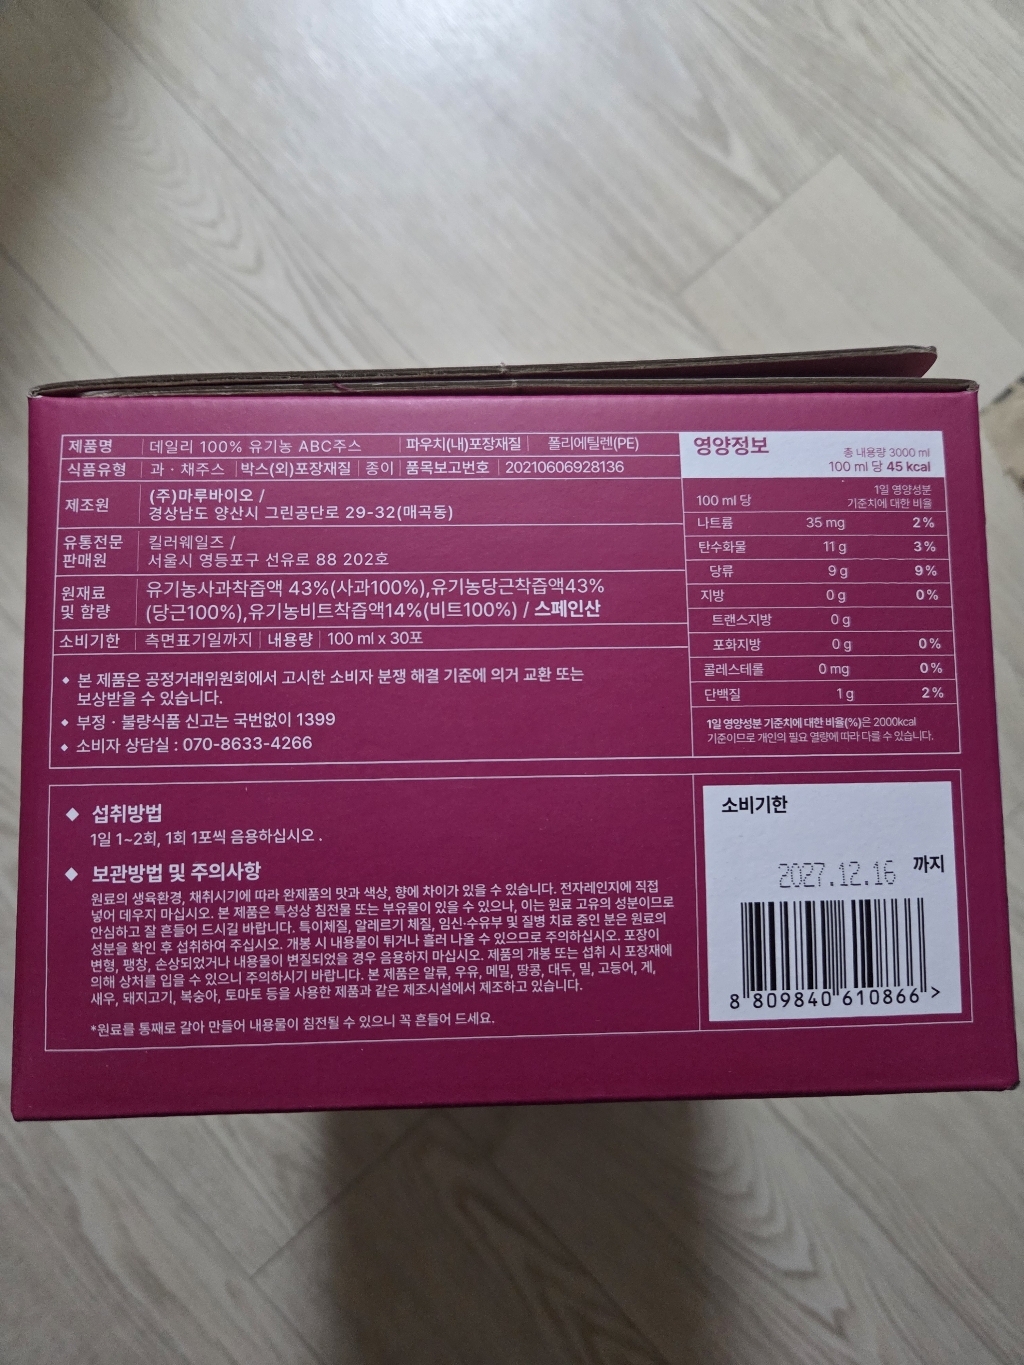 제품명 데일리 100% 유기농 ABC주스 파우치(내)포장재질 폴리에틸렌(PE)
식품유형 과 · 채주스 박스(외)포장재질 종이 품목보고번호 20210606928136
제조원 (주)마루바이오 /
경상남도 양산시 그린공단로 29-32(매곡동)
유통전문
판매원
킬러웨일즈 /
서울시 영등포구 선유로 88 202호
원재료
및 함량
유기농사과착즙액 43%(사과100%),유기농당근착즙액43%
(당근100%),유기농비트착즙액14%(비트100%) / 스페인산
소비기한 측면표기일까지 내용량 100 ml x 30포
◆ 본 제품은 공정거래위원회에서 고시한 소비자 분쟁 해결 기준에 의거 교환 또는
보상받을 수 있습니다.
◆ 부정 · 불량식품 신고는 국번없이 1399
◆ 소비자 상담실 : 070-8633-4266
영양정보
총 내용량 3000 ml
100 ml 당 45 kcal
100 ml 당
1일 영양성분
기준치에 대한 비율
나트륨 35 mg 2%
탄수화물 11 g 3%
당류 9 g 9%
지방 0 g 0%
트랜스지방 0 g
포화지방 0 g 0%
콜레스테롤 0 mg 0%
단백질 1 g 2%
1일 영양성분 기준치에 대한 비율(%)은 2000kcal
기준이므로 개인의 필요 열량에 따라 다를 수 있습니다.
◆ 섭취방법
1일 1~2회, 1회 1포씩 음용하십시오 .
◆ 보관방법 및 주의사항
원료의 생육환경, 채취시기에 따라 완제품의 맛과 색상, 향에 차이가 있을 수 있습니다. 전자레인지에 직접
넣어 데우지 마십시오. 본 제품은 특성상 침전물 또는 부유물이 있을 수 있으나, 이는 원료 고유의 성분이므로
안심하고 잘 흔들어 드시길 바랍니다. 특이체질, 알레르기 체질, 임신·수유부 및 질병 치료 중인 분은 원료의
성분을 확인 후 섭취하여 주십시오. 개봉 시 내용물이 튀거나 흘러 나올 수 있으므로 주의하십시오. 포장이
변형, 팽창, 손상되었거나 내용물이 변질되었을 경우 음용하지 마십시오. 제품의 개봉 또는 섭취 시 포장재에
의해 상처를 입을 수 있으니 주의하시기 바랍니다. 본 제품은 알류, 우유, 메밀, 땅콩, 대두, 밀, 고등어, 게,
새우, 돼지고기, 복숭아, 토마토 등을 사용한 제품과 같은 제조시설에서 제조하고 있습니다.
*원료를 통째로 갈아 만들어 내용물이 침전될 수 있으니 꼭 흔들어 드세요.
소비기한
2027.12.16 까지
8 809840 610866 >